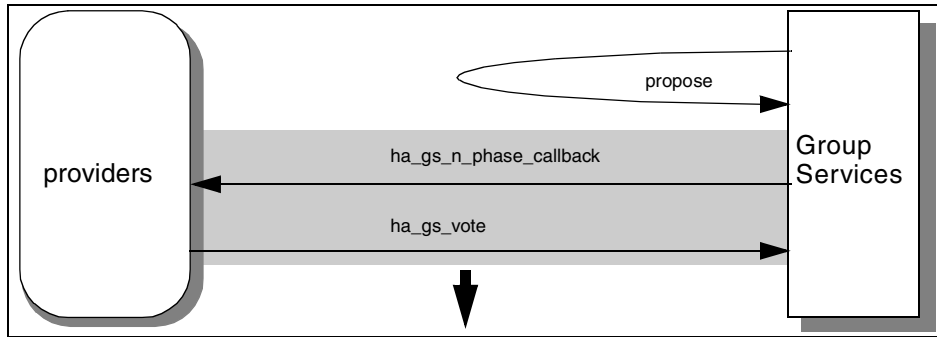 propose
ha_gs_n_phase_callback
providers
Group
Services
ha_gs_vote